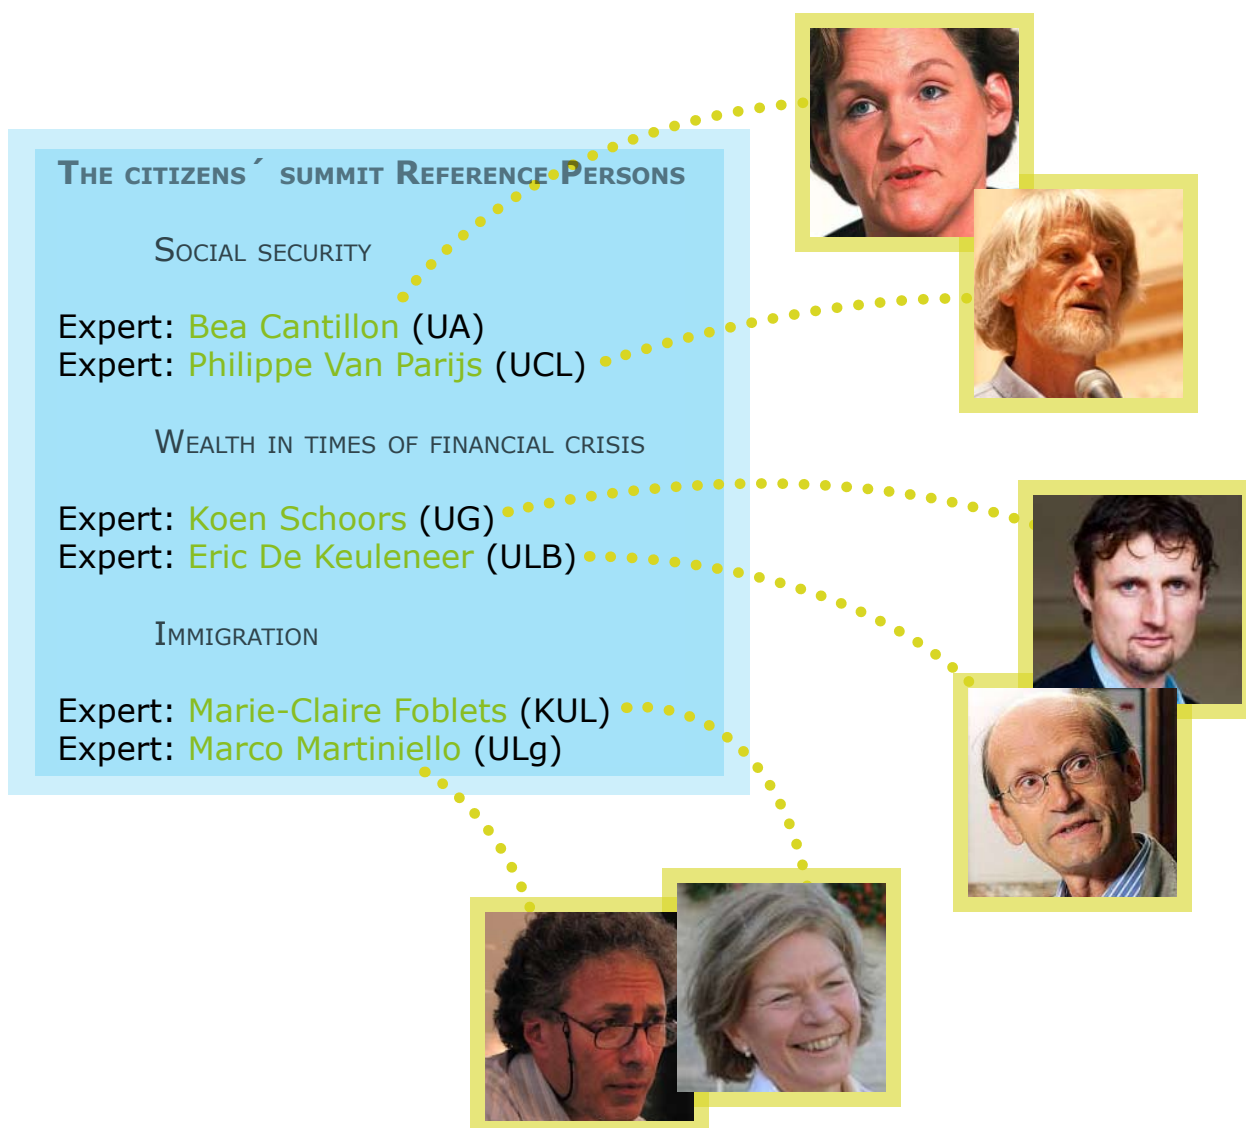 The citizens´ summit Reference Persons
Social security
Expert: Bea Cantillon (UA)
Expert: Philippe Van Parijs (UCL)
Wealth in times of financial crisis
Expert: Koen Schoors (UG)
Expert: Eric De Keuleneer (ULB)
Immigration
Expert: Marie-Claire Foblets (KUL)
Expert: Marco Martiniello (ULg)